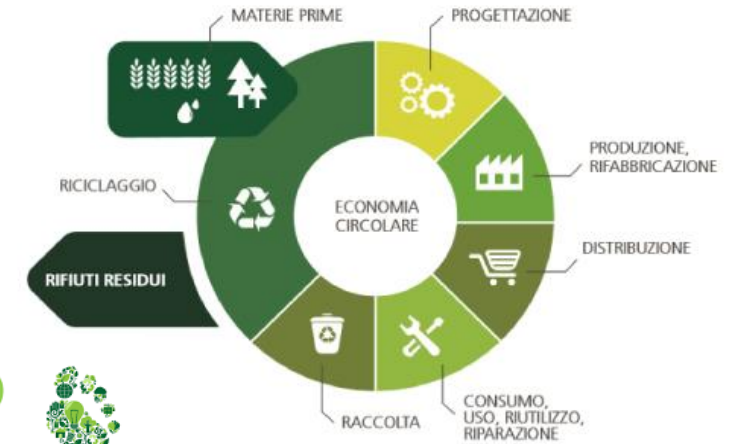 MATERIE PRIME
PROGETTAZIONE
PRODUZIONE,
RIFABBRICAZIONE
RICICLAGGIO
ECONOMIA
CIRCOLARE
DISTRIBUZIONE
RIFIUTI RESIDUI
CONSUMO,
USO, RIUTILIZZO,
RIPARAZIONE
RACCOLTA